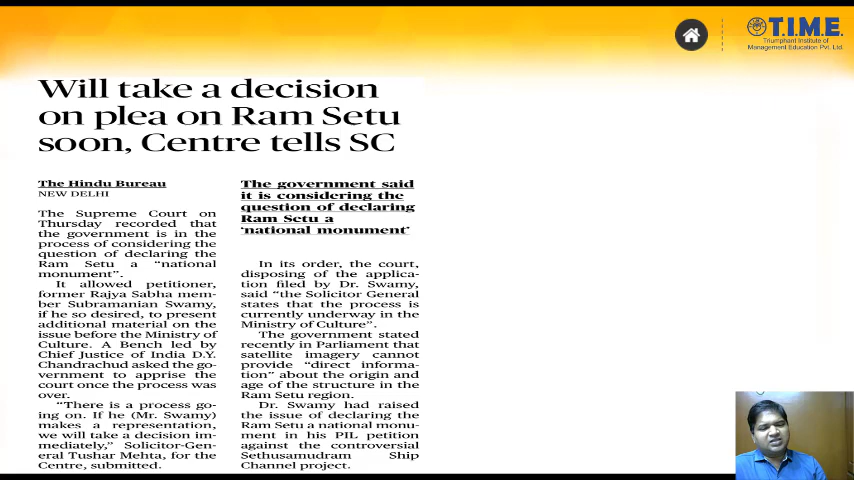 T.I.M.E.
Triumphant Institute of
Management Education Pvt. Ltd.
Will take a decision
on plea on Ram Setu
soon, Centre tells SC
The Hindu Bureau
NEW DELHI
The Supreme Court on
Thursday recorded that
the government is in the
process of considering the
question of declaring the
Ram Setu a “national
monument”.
It allowed petitioner,
former Rajya Sabha mem-
ber Subramanian Swamy,
if he so desired, to present
additional material on the
issue before the Ministry of
Culture. A Bench led by
Chief Justice of India D.Y.
Chandrachud asked the go-
vernment to apprise the
court once the process was
over.
“There is a process go-
ing on. If he (Mr. Swamy)
makes a representation,
we will take a decision im-
mediately,” Solicitor-Gen-
eral Tushar Mehta, for the
Centre, submitted.
The government said
it is considering the
question of declaring
Ram Setu a
‘national monument’
In its order, the court,
disposing of the applica-
tion filed by Dr. Swamy,
said “the Solicitor General
states that the process is
currently underway in the
Ministry of Culture”.
The government stated
recently in Parliament that
satellite imagery cannot
provide “direct informa-
tion” about the origin and
age of the structure in the
Ram Setu region.
Dr. Swamy had raised
the issue of declaring the
Ram Setu a national monu-
ment in his PIL petition
against the controversial
Sethusamudram Ship
Channel project.